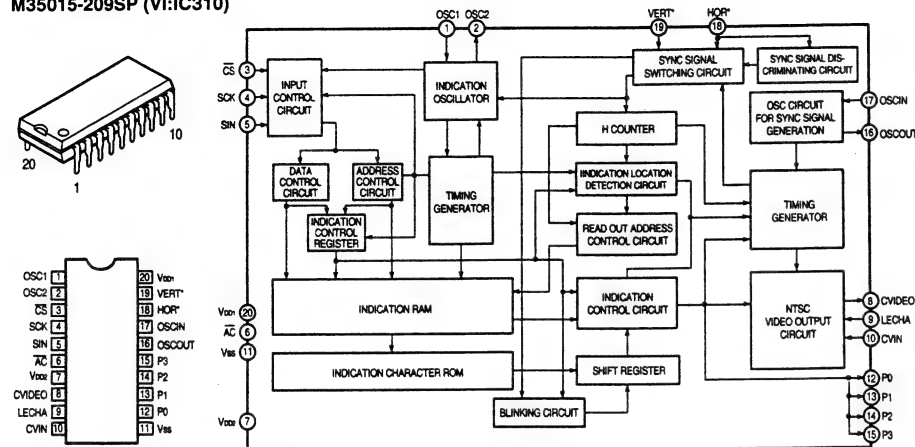 M35015-209SP (VI:IC310)
20
10
1
OSC1 1
OSC2 2
CS 3
SCK 4
SIN 5
AC 6
VDD2 7
CVIDEO 8
LECHA 9
CVIN 10
20 VDD1
19 VERT*
18 HOR*
17 OSCIN
16 OSCOUT
15 P3
14 P2
13 P1
12 P0
11 VSS
OSC1 OSC2
1 2
VERT* HOR*
19 18
CS 3
SCK 4
SIN 5
INPUT
CONTROL
CIRCUIT
INDICATION
OSCILLATOR
SYNC SIGNAL
SWITCHING CIRCUIT
SYNC SIGNAL DIS-
CRIMINATING CIRCUIT
OSC CIRCUIT
FOR SYNC SIGNAL
GENERATION
17 OSCIN
16 OSCOUT
H COUNTER
DATA
CONTROL
CIRCUIT
ADDRESS
CONTROL
CIRCUIT
TIMING
GENERATOR
IINDICATION LOCATION
DETECTION CIRCUIT
TIMING
GENERATOR
INDICATION
CONTROL
REGISTER
READ OUT ADDRESS
CONTROL CIRCUIT
VDD1 20
AC 6
VSS 11
VDD2 7
INDICATION RAM
INDICATION
CONTROL CIRCUIT
NTSC
VIDEO OUTPUT
CIRCUIT
8 CVIDEO
9 LECHA
10 CVIN
INDICATION CHARACTER ROM
SHIFT REGISTER
BLINKING CIRCUIT
12 P0
13 P1
14 P2
15 P3